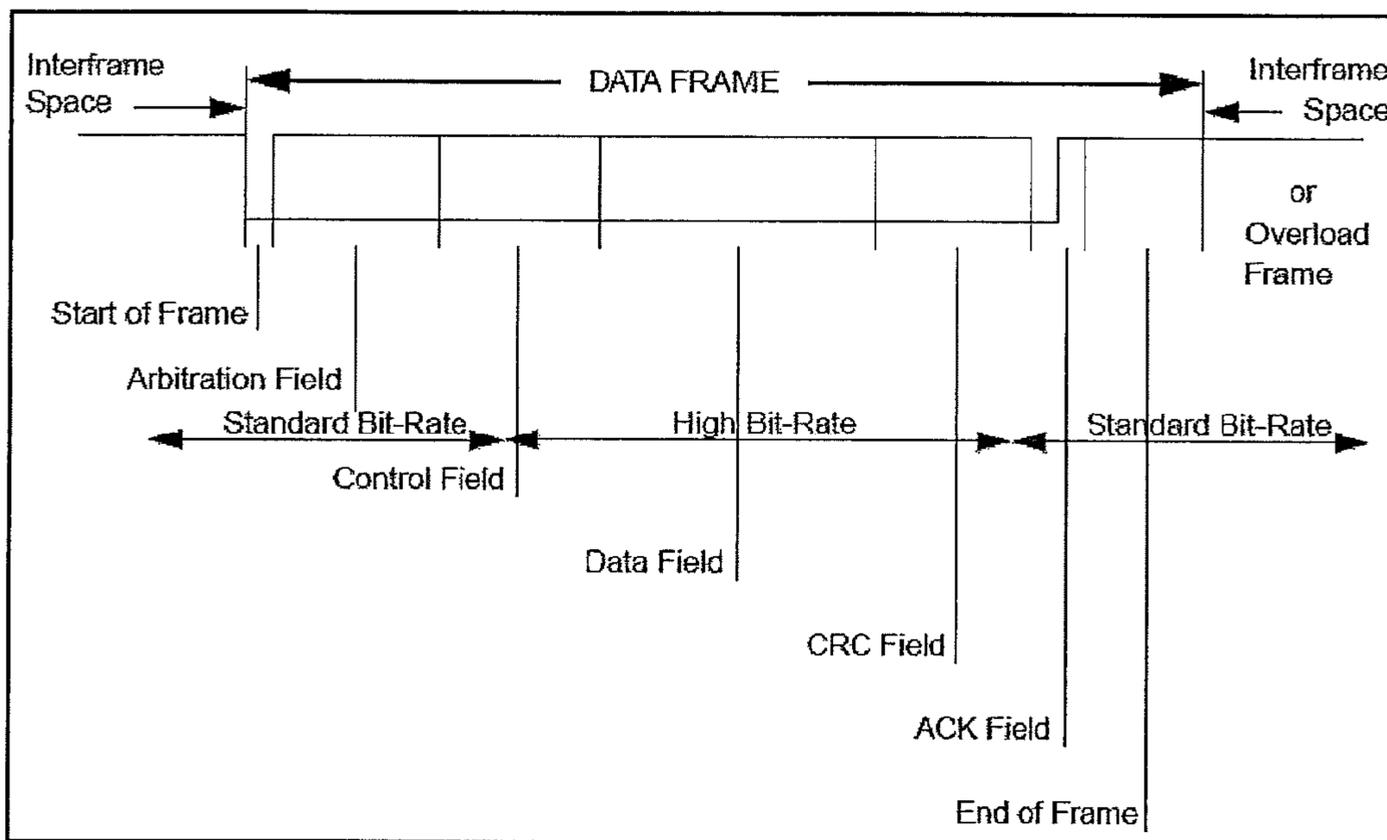 Interframe
Space
DATA FRAME
Interframe
Space
or
Overload
Frame
Start of Frame
Arbitration Field
Standard Bit-Rate
High Bit-Rate
Standard Bit-Rate
Control Field
Data Field
CRC Field
ACK Field
End of Frame